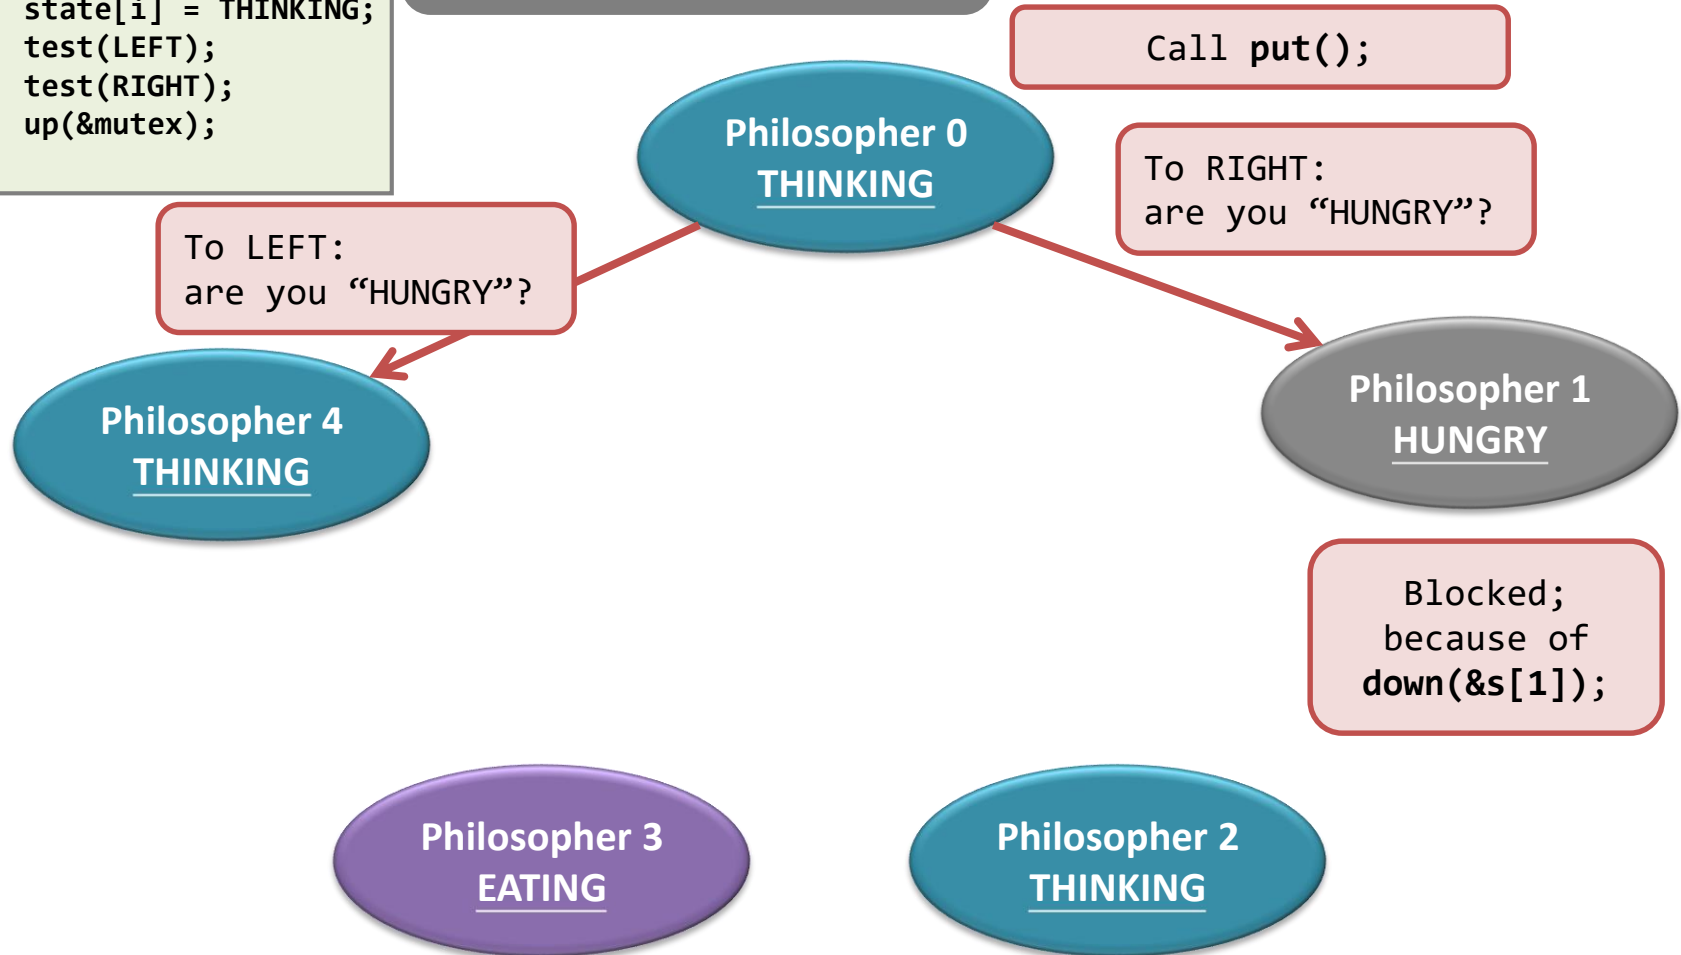 state[i] = THINKING;
test(LEFT);
test(RIGHT);
up(&mutex);
Call put();
Philosopher 0
THINKING
To RIGHT:
are you “HUNGRY”?
To LEFT:
are you “HUNGRY”?
Philosopher 1
HUNGRY
Philosopher 4
THINKING
Blocked;
because of
down(&s[1]);
Philosopher 3
EATING
Philosopher 2
THINKING